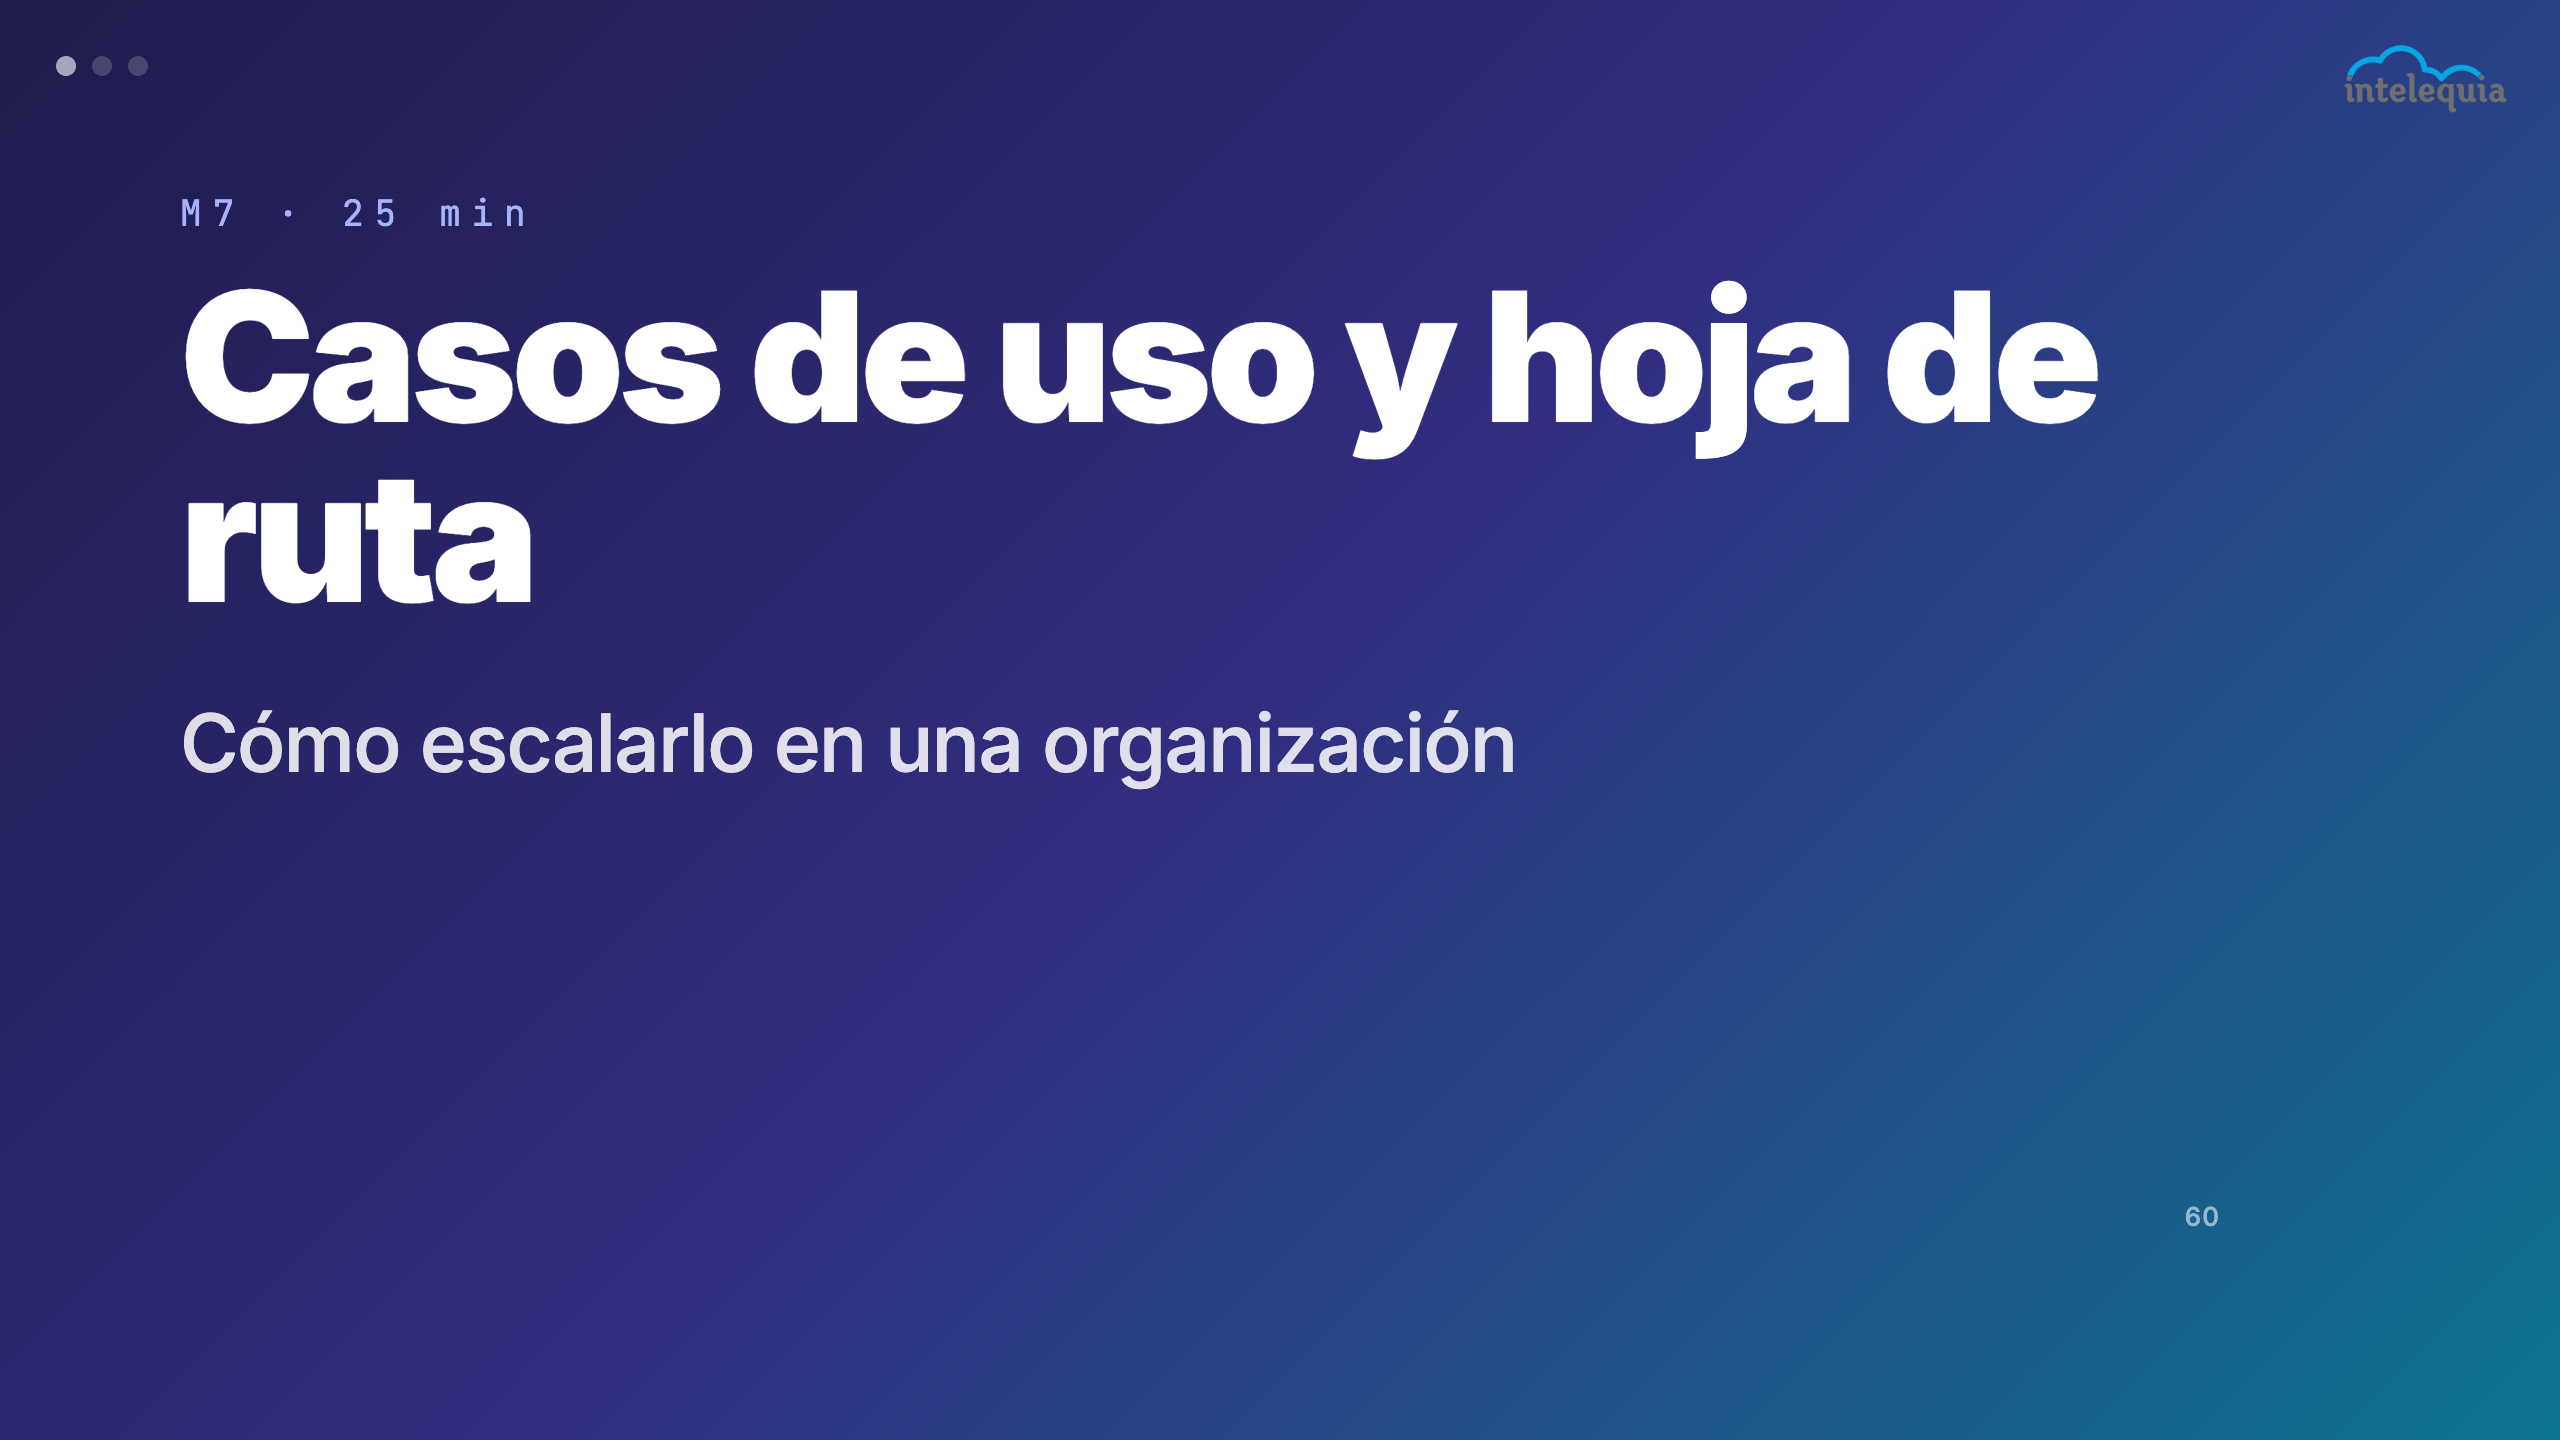 intelequia
M7 · 25 min
Casos de uso y hoja de
ruta
Cómo escalarlo en una organización
60